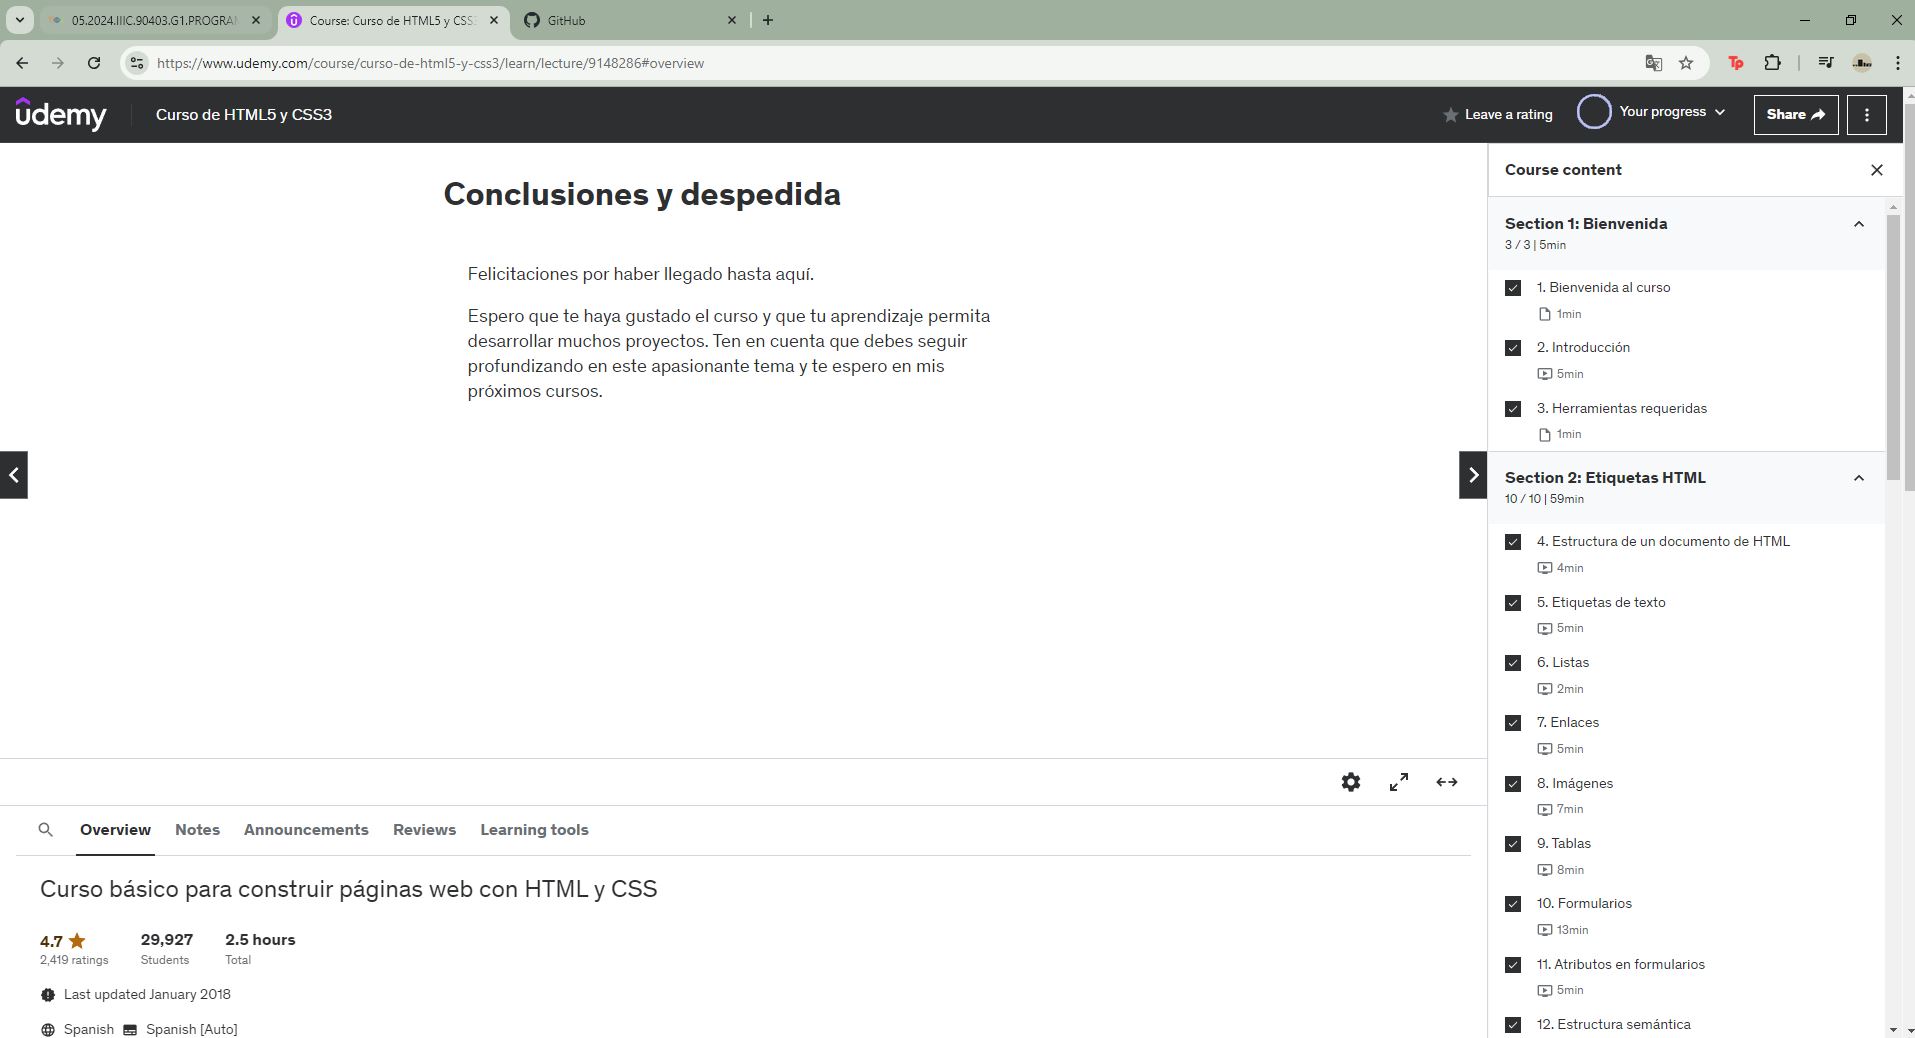 05.2024.IIIC.90403.G1.PROGRAM
Course: Curso de HTML5 y CSS3
GitHub
https://www.udemy.com/course/curso-de-html5-y-css3/learn/lecture/9148286#overview
Tp
udemy
Curso de HTML5 y CSS3
Leave a rating
Your progress
Share
Conclusiones y despedida
Felicitaciones por haber llegado hasta aquí.
Espero que te haya gustado el curso y que tu aprendizaje permita
desarrollar muchos proyectos. Ten en cuenta que debes seguir
profundizando en este apasionante tema y te espero en mis
próximos cursos.
Overview
Notes
Announcements
Reviews
Learning tools
Curso básico para construir páginas web con HTML y CSS
4.7
2,419 ratings
29,927
Students
2.5 hours
Total
Last updated January 2018
Spanish
Spanish [Auto]
Course content
Section 1: Bienvenida
3 / 3 | 5min
1. Bienvenida al curso
1min
2. Introducción
5min
3. Herramientas requeridas
1min
Section 2: Etiquetas HTML
10 / 10 | 59min
4. Estructura de un documento de HTML
4min
5. Etiquetas de texto
5min
6. Listas
2min
7. Enlaces
5min
8. Imágenes
7min
9. Tablas
8min
10. Formularios
13min
11. Atributos en formularios
5min
12. Estructura semántica